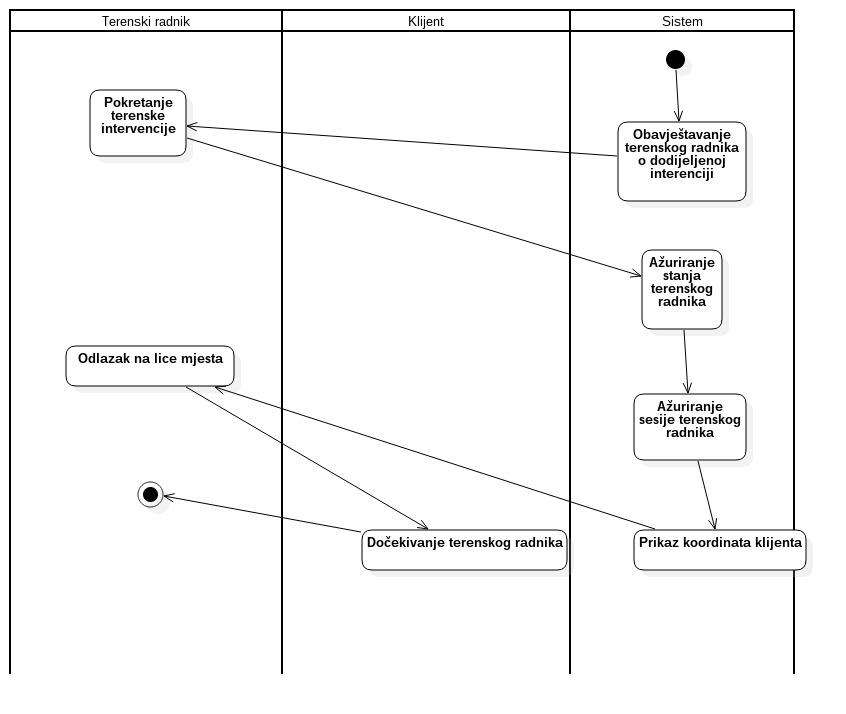 Terenski radnik
Klijent
Sistem
Pokretanje
terenske
intervencije
Obavještavanje
terenskog radnika
o dodijeljenoj
interenciji
Ažuriranje
stanja
terenskog
radnika
Odlazak na lice mjesta
Ažuriranje
sesije terenskog
radnika
Dočekivanje terenskog radnika
Prikaz koordinata klijenta